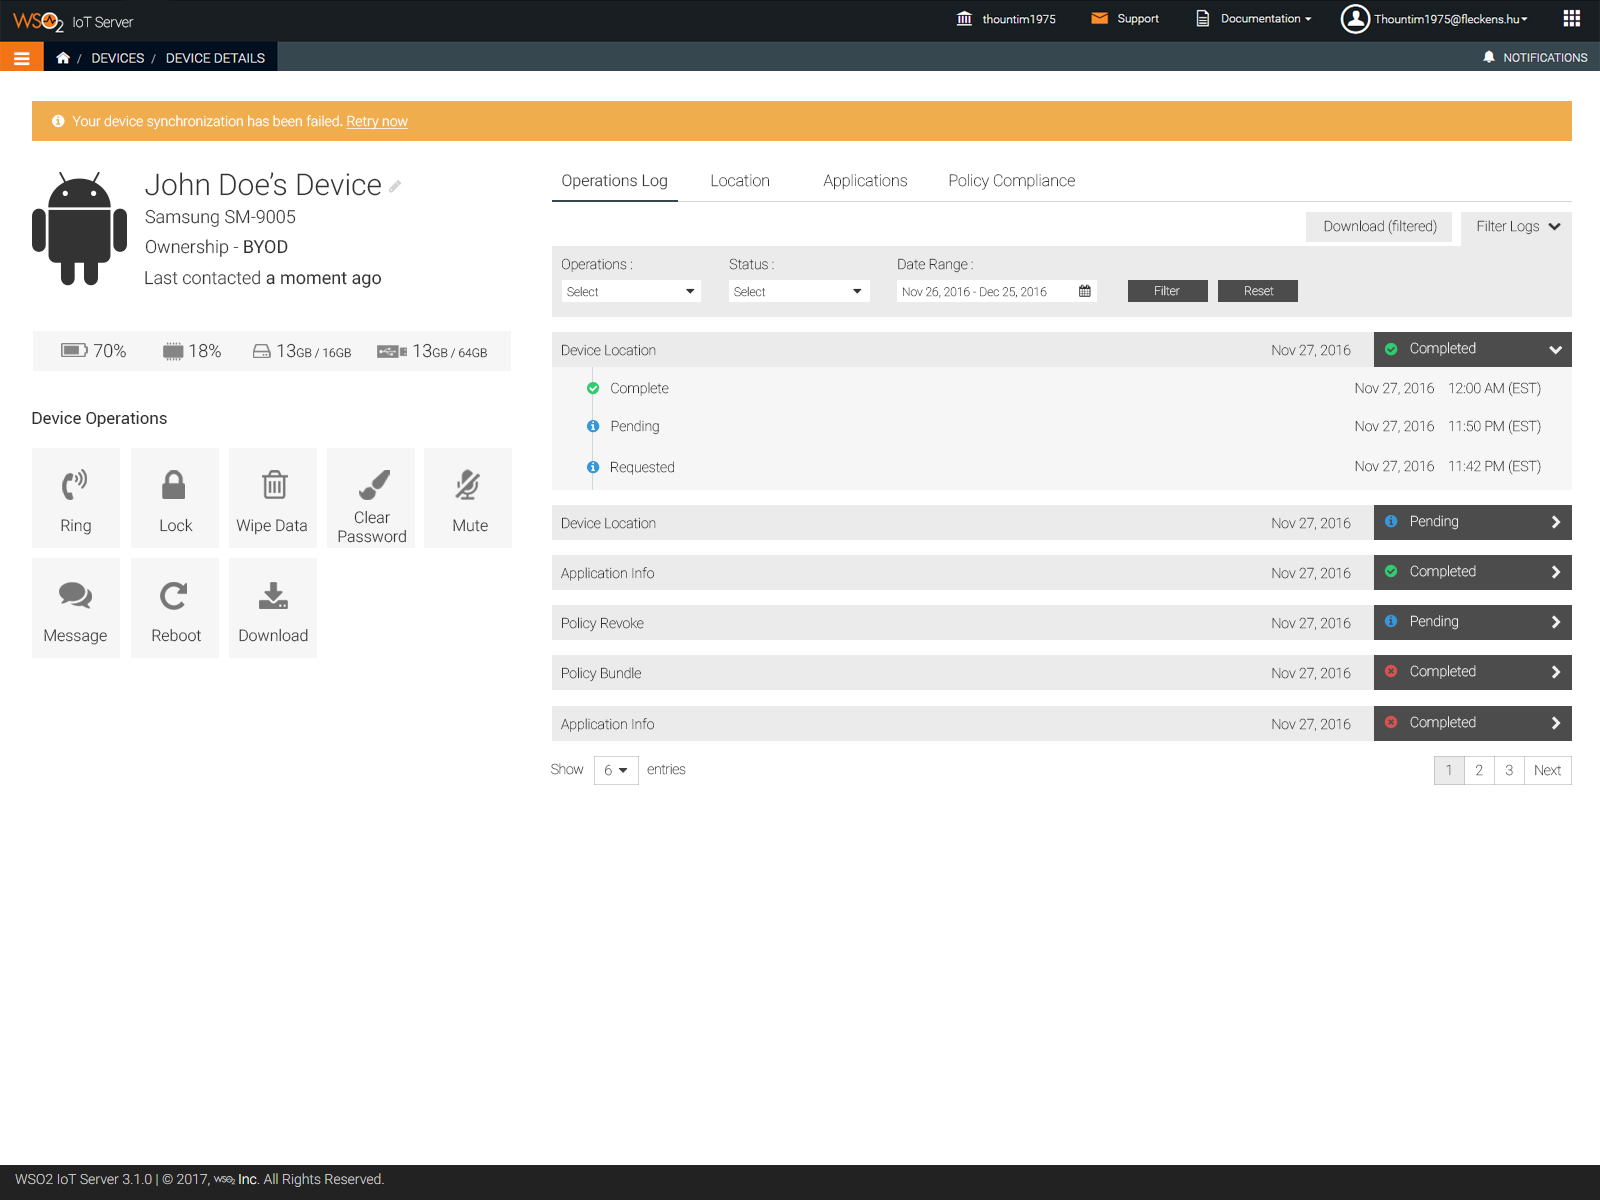 WSO2 IoT Server
thountim1975
Support
Documentation
Thountim1975@fleckens.hu
/ DEVICES / DEVICE DETAILS
NOTIFICATIONS
Your device synchronization has been failed. Retry now
John Doe's Device
Samsung SM-9005
Ownership - BYOD
Last contacted a moment ago
70%
18%
13GB / 16GB
13GB / 64GB
Device Operations
Ring
Lock
Wipe Data
Clear
Password
Mute
Message
Reboot
Download
Operations Log
Location
Applications
Policy Compliance
Download (filtered)
Filter Logs
Operations :
Status :
Date Range :
Select
Select
Nov 26, 2016 - Dec 25, 2016
Filter
Reset
Device Location Nov 27, 2016 Completed
Complete Nov 27, 2016 12:00 AM (EST)
Pending Nov 27, 2016 11:50 PM (EST)
Requested Nov 27, 2016 11:42 PM (EST)
Device Location Nov 27, 2016 Pending
Application Info Nov 27, 2016 Completed
Policy Revoke Nov 27, 2016 Pending
Policy Bundle Nov 27, 2016 Completed
Application Info Nov 27, 2016 Completed
Show 6 entries
1 2 3 Next
WSO2 IoT Server 3.1.0 | © 2017, WSO2 Inc. All Rights Reserved.